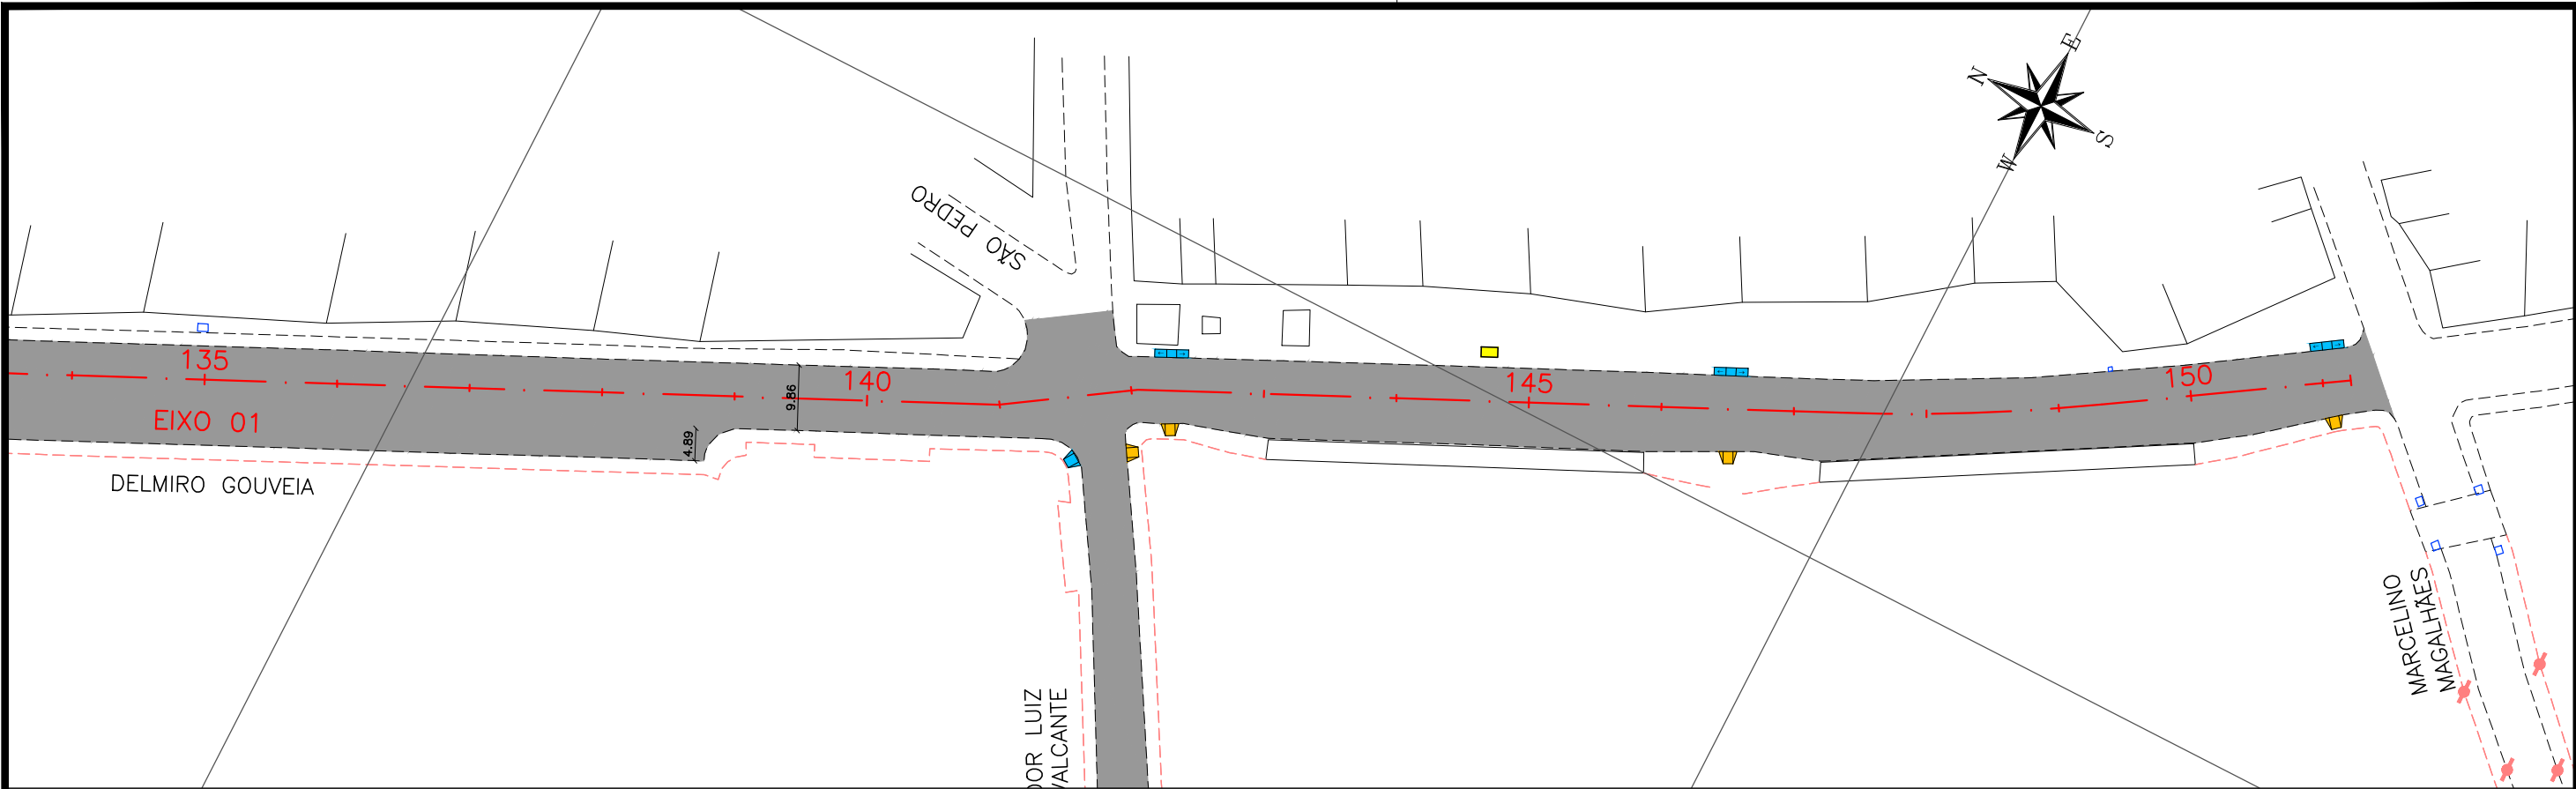 E
N
S
W
SÃO PEDRO
135
140
145
150
9.86
4.89
EIXO 01
DELMIRO GOUVEIA
DOR LUIZ
VALCANTE
MARCELINO
MAGALHÃES